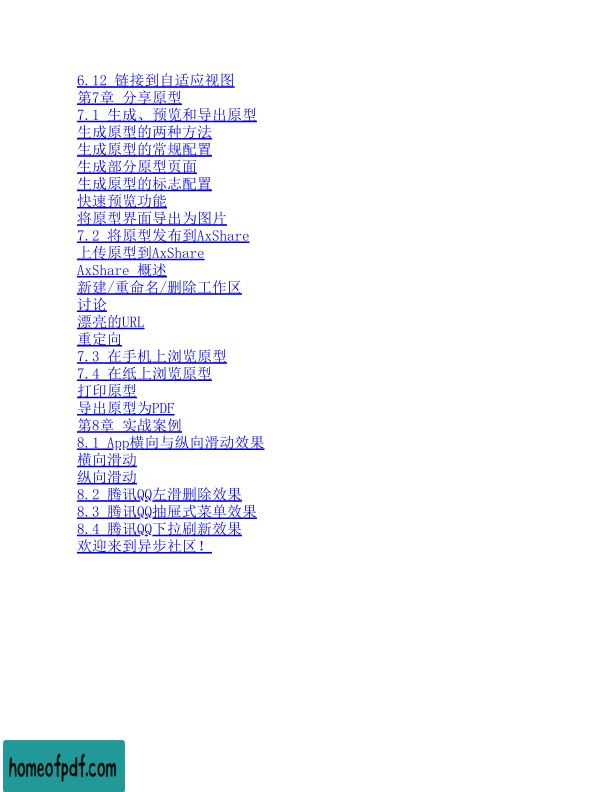 6.12 链接到自适应视图
第7章 分享原型
7.1 生成、预览和导出原型
生成原型的两种方法
生成原型的常规配置
生成部分原型页面
生成原型的标志配置
快速预览功能
将原型界面导出为图片
7.2 将原型发布到AxShare
上传原型到AxShare
AxShare 概述
新建/重命名/删除工作区
讨论
漂亮的URL
重定向
7.3 在手机上浏览原型
7.4 在纸上浏览原型
打印原型
导出原型为PDF
第8章 实战案例
8.1 App横向与纵向滑动效果
横向滑动
纵向滑动
8.2 腾讯QQ左滑删除效果
8.3 腾讯QQ抽屉式菜单效果
8.4 腾讯QQ下拉刷新效果
欢迎来到异步社区！
homeofpdf.com